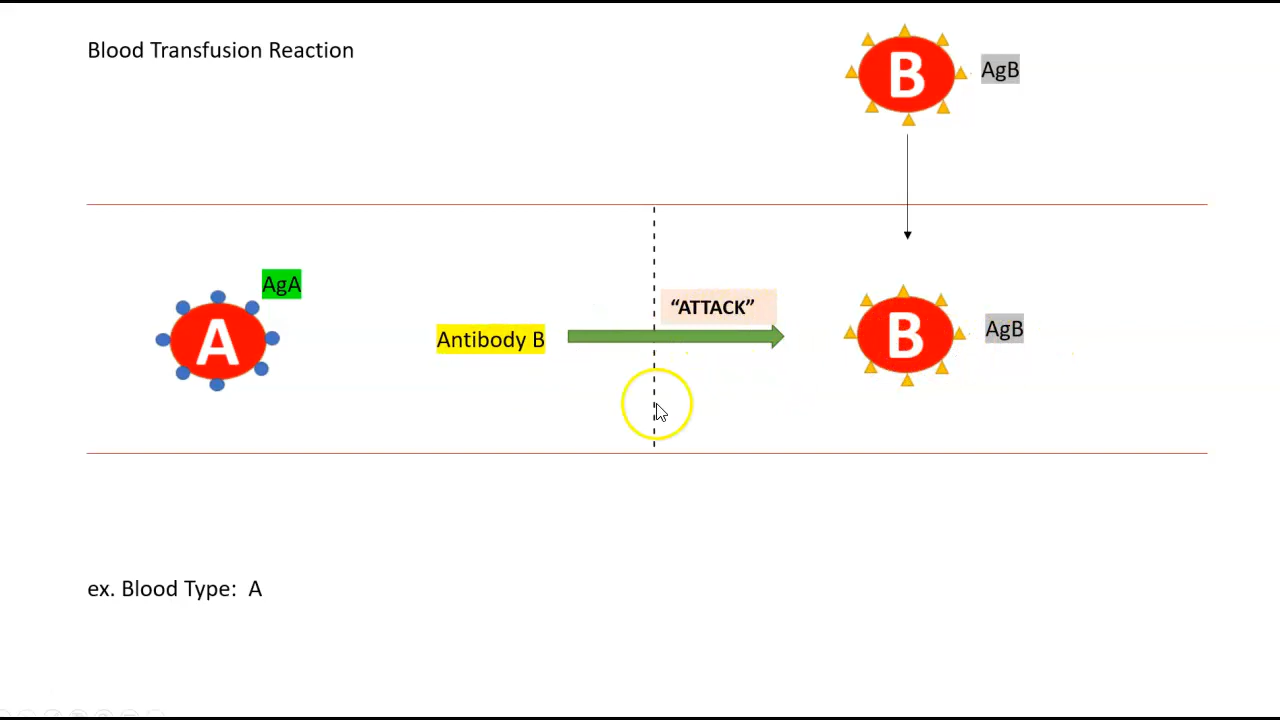 Blood Transfusion Reaction
B
AgB
AgA
A
Antibody B
“ATTACK”
B
AgB
ex. Blood Type: A